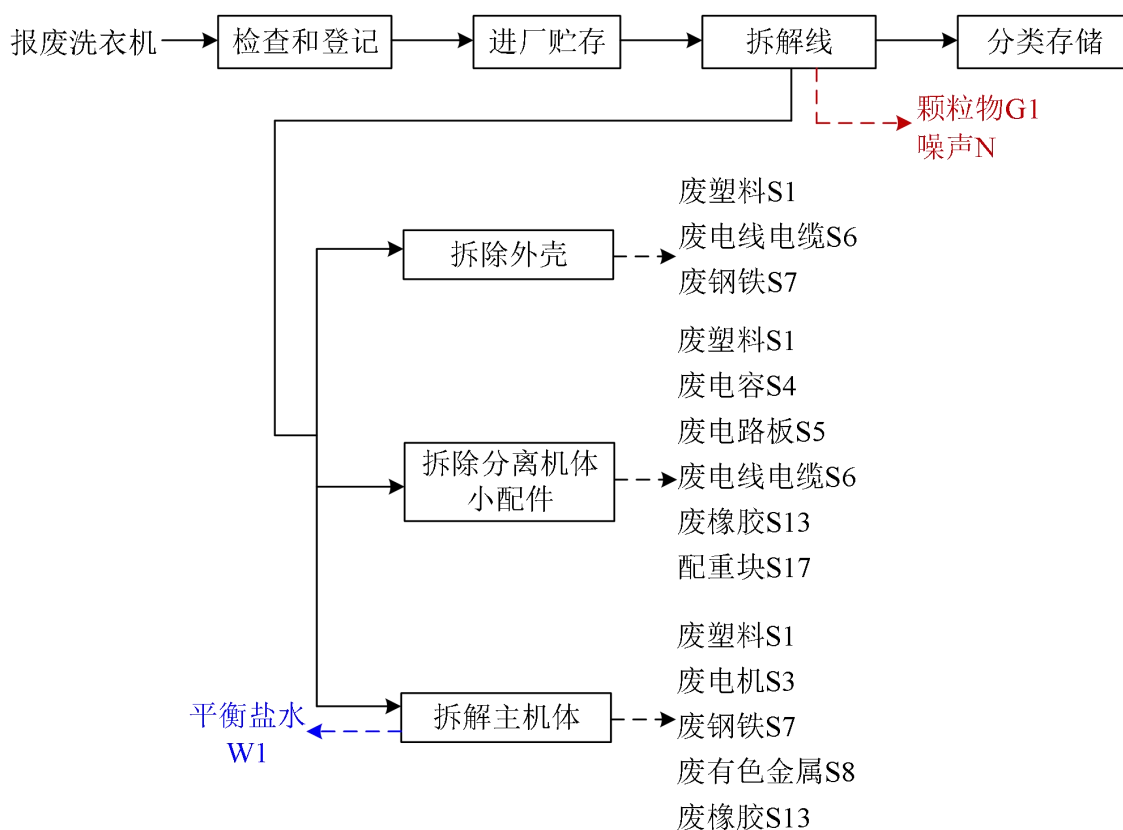 报废洗衣机
检查和登记
进厂贮存
拆解线
分类存储
颗粒物G1
噪声N
拆除外壳
废塑料S1
废电线电缆S6
废钢铁S7
拆除分离机体
小配件
废塑料S1
废电容S4
废电路板S5
废电线电缆S6
废橡胶S13
配重块S17
平衡盐水
W1
拆解主机体
废塑料S1
废电机S3
废钢铁S7
废有色金属S8
废橡胶S13